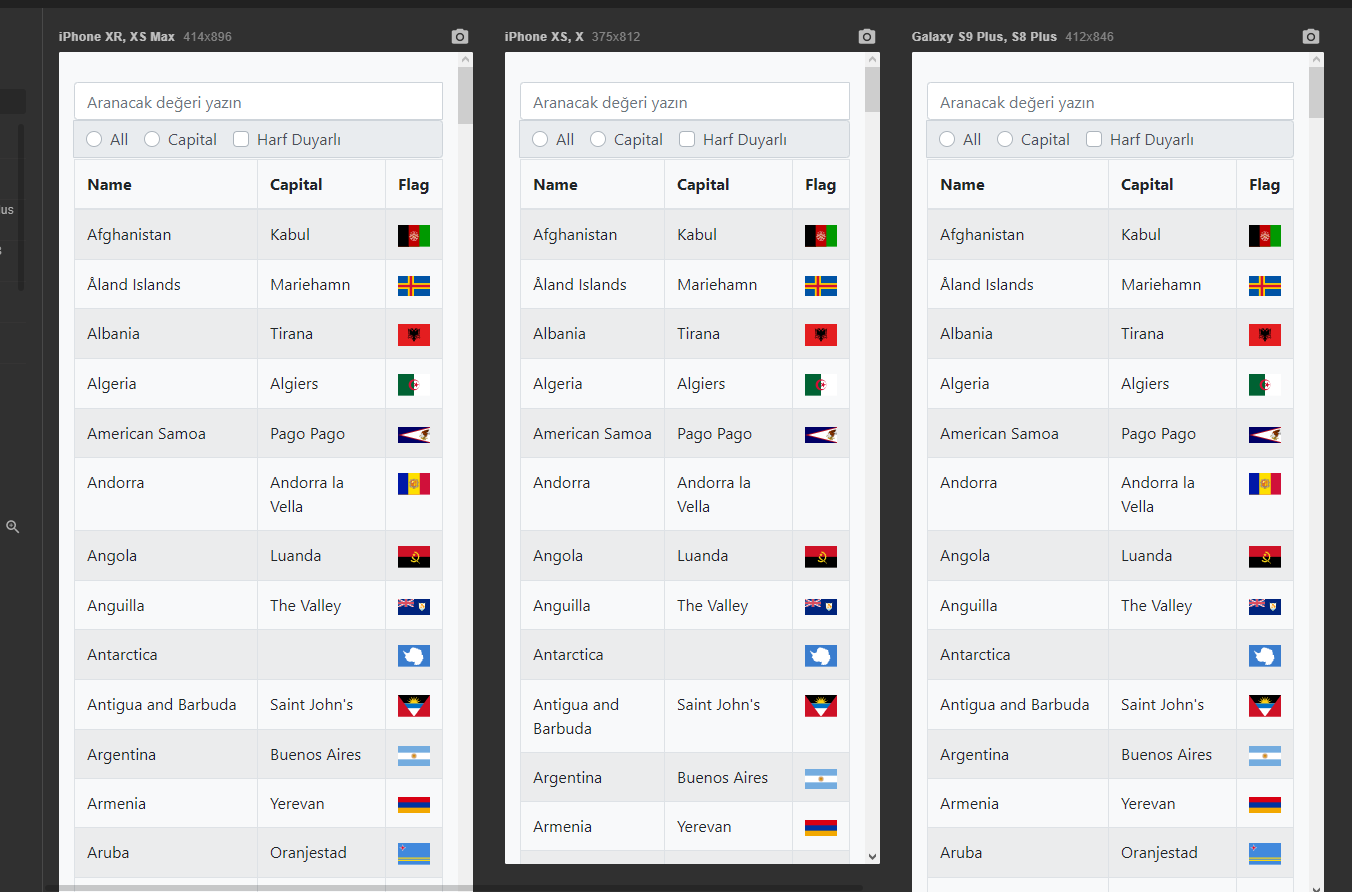 iPhone XR, XS Max 414x896
Aranacak değeri yazın
All Capital Harf Duyarlı
Name Capital Flag
Afghanistan Kabul
Åland Islands Mariehamn
Albania Tirana
Algeria Algiers
American Samoa Pago Pago
Andorra Andorra la
Vella
Angola Luanda
Anguilla The Valley
Antarctica
Antigua and Barbuda Saint John's
Argentina Buenos Aires
Armenia Yerevan
Aruba Oranjestad
iPhone XS, X 375x812
Aranacak değeri yazın
All Capital Harf Duyarlı
Name Capital Flag
Afghanistan Kabul
Åland Islands Mariehamn
Albania Tirana
Algeria Algiers
American Samoa Pago Pago
Andorra Andorra la
Vella
Angola Luanda
Anguilla The Valley
Antarctica
Antigua and Saint John's
Barbuda
Argentina Buenos Aires
Armenia Yerevan
Galaxy S9 Plus, S8 Plus 412x846
Aranacak değeri yazın
All Capital Harf Duyarlı
Name Capital Flag
Afghanistan Kabul
Åland Islands Mariehamn
Albania Tirana
Algeria Algiers
American Samoa Pago Pago
Andorra Andorra la
Vella
Angola Luanda
Anguilla The Valley
Antarctica
Antigua and Barbuda Saint John's
Argentina Buenos Aires
Armenia Yerevan
Aruba Oranjestad